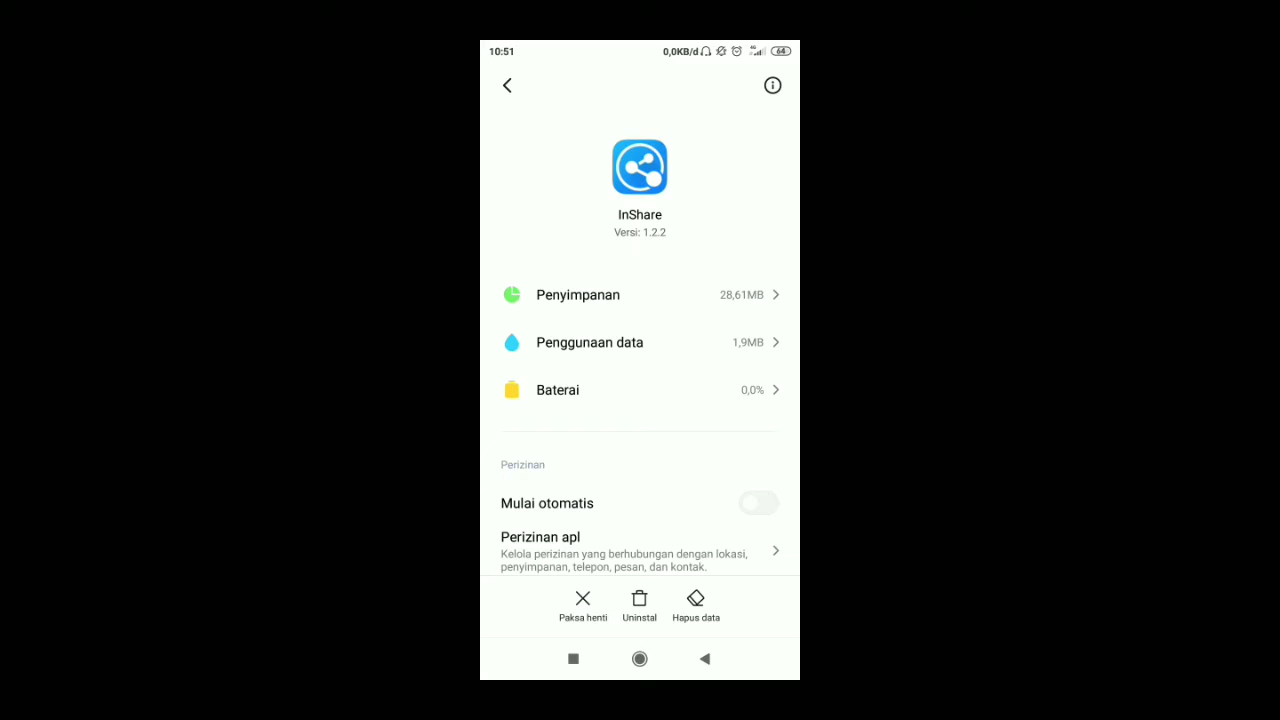 10:51
0,0KB/d
4G
64
InShare
Versi: 1.2.2
Penyimpanan
28,61MB
Penggunaan data
1,9MB
Baterai
0,0%
Perizinan
Mulai otomatis
Perizinan apl
Kelola perizinan yang berhubungan dengan lokasi,
penyimpanan, telepon, pesan, dan kontak.
Paksa henti
Uninstal
Hapus data